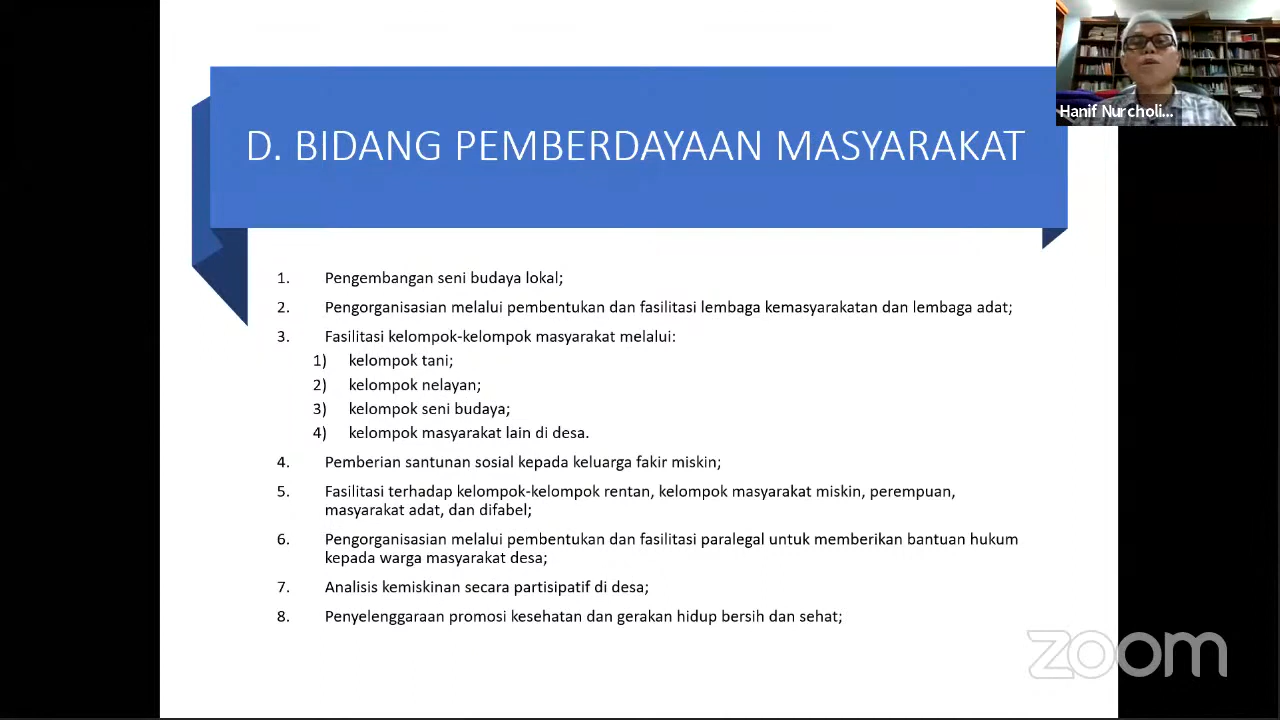 Hanif Nurcholi...
D. BIDANG PEMBERDAYAAN MASYARAKAT
1. Pengembangan seni budaya lokal;
2. Pengorganisasian melalui pembentukan dan fasilitasi lembaga kemasyarakatan dan lembaga adat;
3. Fasilitasi kelompok-kelompok masyarakat melalui:
1) kelompok tani;
2) kelompok nelayan;
3) kelompok seni budaya;
4) kelompok masyarakat lain di desa.
4. Pemberian santunan sosial kepada keluarga fakir miskin;
5. Fasilitasi terhadap kelompok-kelompok rentan, kelompok masyarakat miskin, perempuan,
masyarakat adat, dan difabel;
6. Pengorganisasian melalui pembentukan dan fasilitasi paralegal untuk memberikan bantuan hukum
kepada warga masyarakat desa;
7. Analisis kemiskinan secara partisipatif di desa;
8. Penyelenggaraan promosi kesehatan dan gerakan hidup bersih dan sehat;
zoom